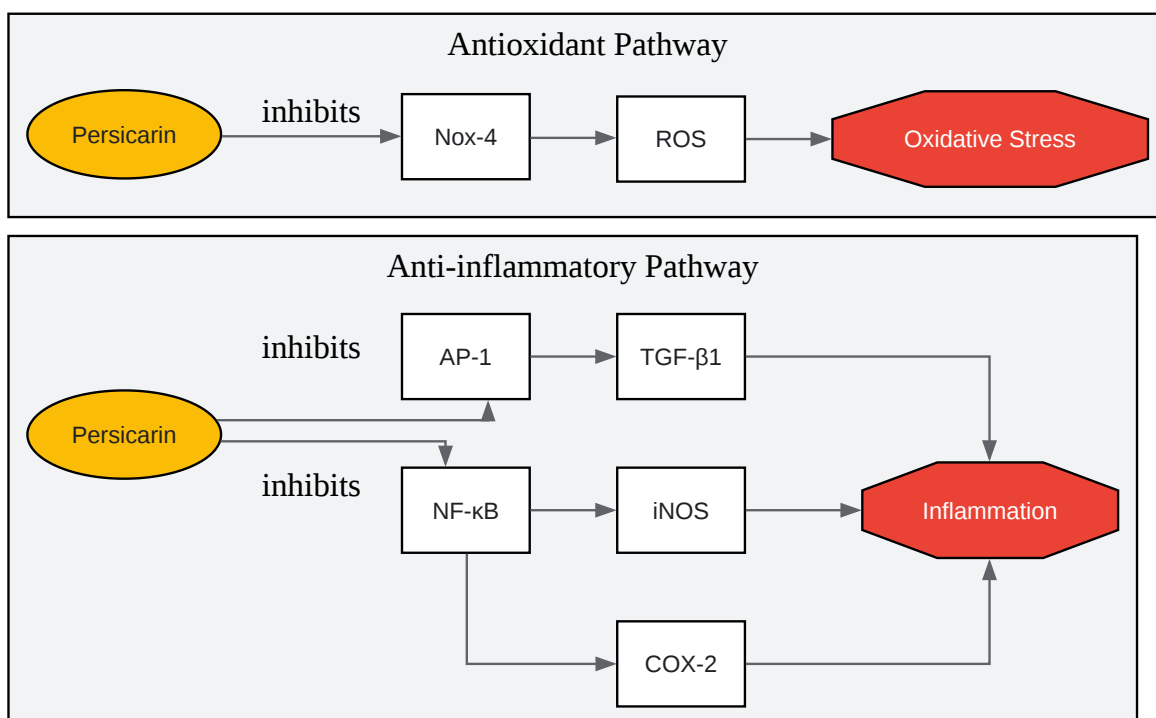 Antioxidant Pathway
Persicarin
inhibits
Nox-4
ROS
Oxidative Stress
Anti-inflammatory Pathway
inhibits
AP-1
TGF-β1
Persicarin
inhibits
NF-κB
iNOS
Inflammation
COX-2